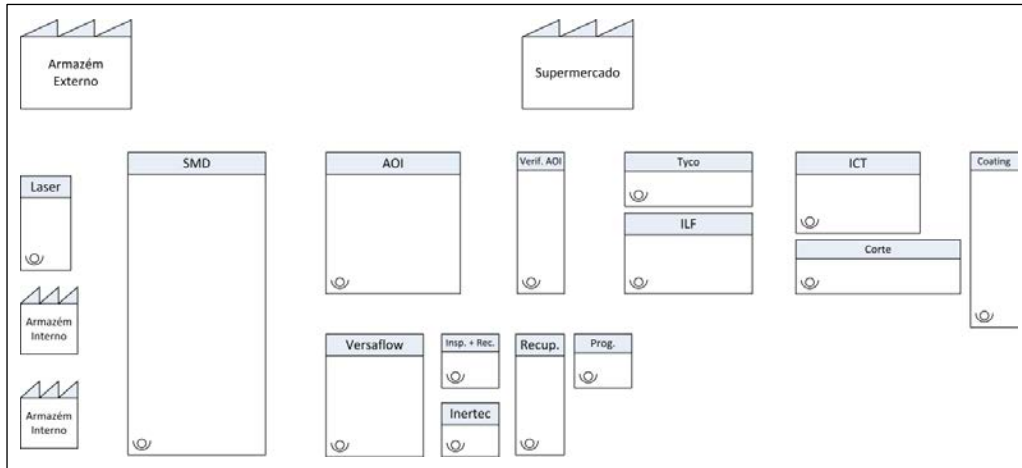 Armazém
Externo
Supermercado
SMD
AOI
Verif. AOI
Tyco
ICT
Coating
Laser
ILF
Corte
Armazém
Interno
Versaflow
Insp. + Rec.
Recup.
Prog.
Armazém
Interno
Inertec